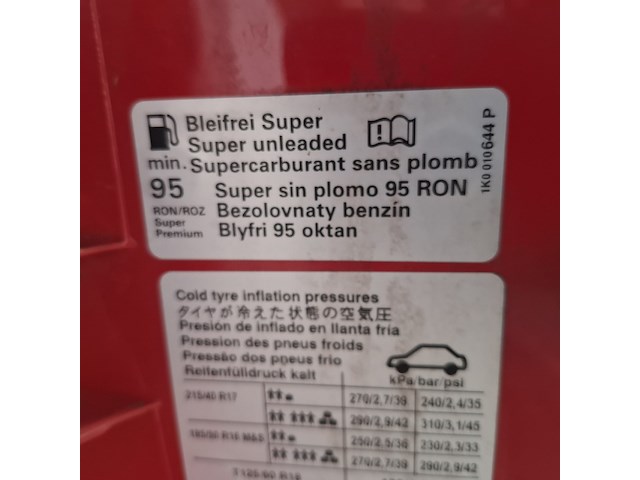 Bleifrei Super
Super unleaded
min. Supercarburant sans plomb
95 Super sin plomo 95 RON
RON/ROZ Bezolovnaty benzín
Super
Premium Blyfri 95 oktan
1K0 010 644 P
Cold tyre inflation pressures
タイヤが冷えた状態の空気圧
Presión de inflado en llanta fría
Pression des pneus froids
Pressão dos pneus frio
Reifenfülldruck kalt
kPa/bar/psi
215/40 R17 270/2,7/39 240/2,4/35
290/2,9/42 310/3,1/45
250/2,5/36 230/2,3/33
270/2,7/39 290/2,9/42